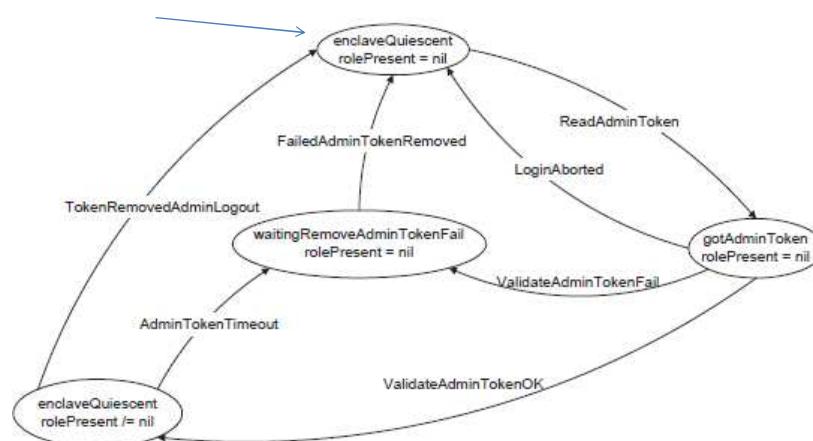 enclaveQuiescent
rolePresent = nil
ReadAdminToken
FailedAdminTokenRemoved
LoginAborted
TokenRemovedAdminLogout
waitingRemoveAdminTokenFail
rolePresent = nil
gotAdminToken
rolePresent = nil
ValidateAdminTokenFail
AdminTokenTimeout
ValidateAdminTokenOK
enclaveQuiescent
rolePresent /= nil